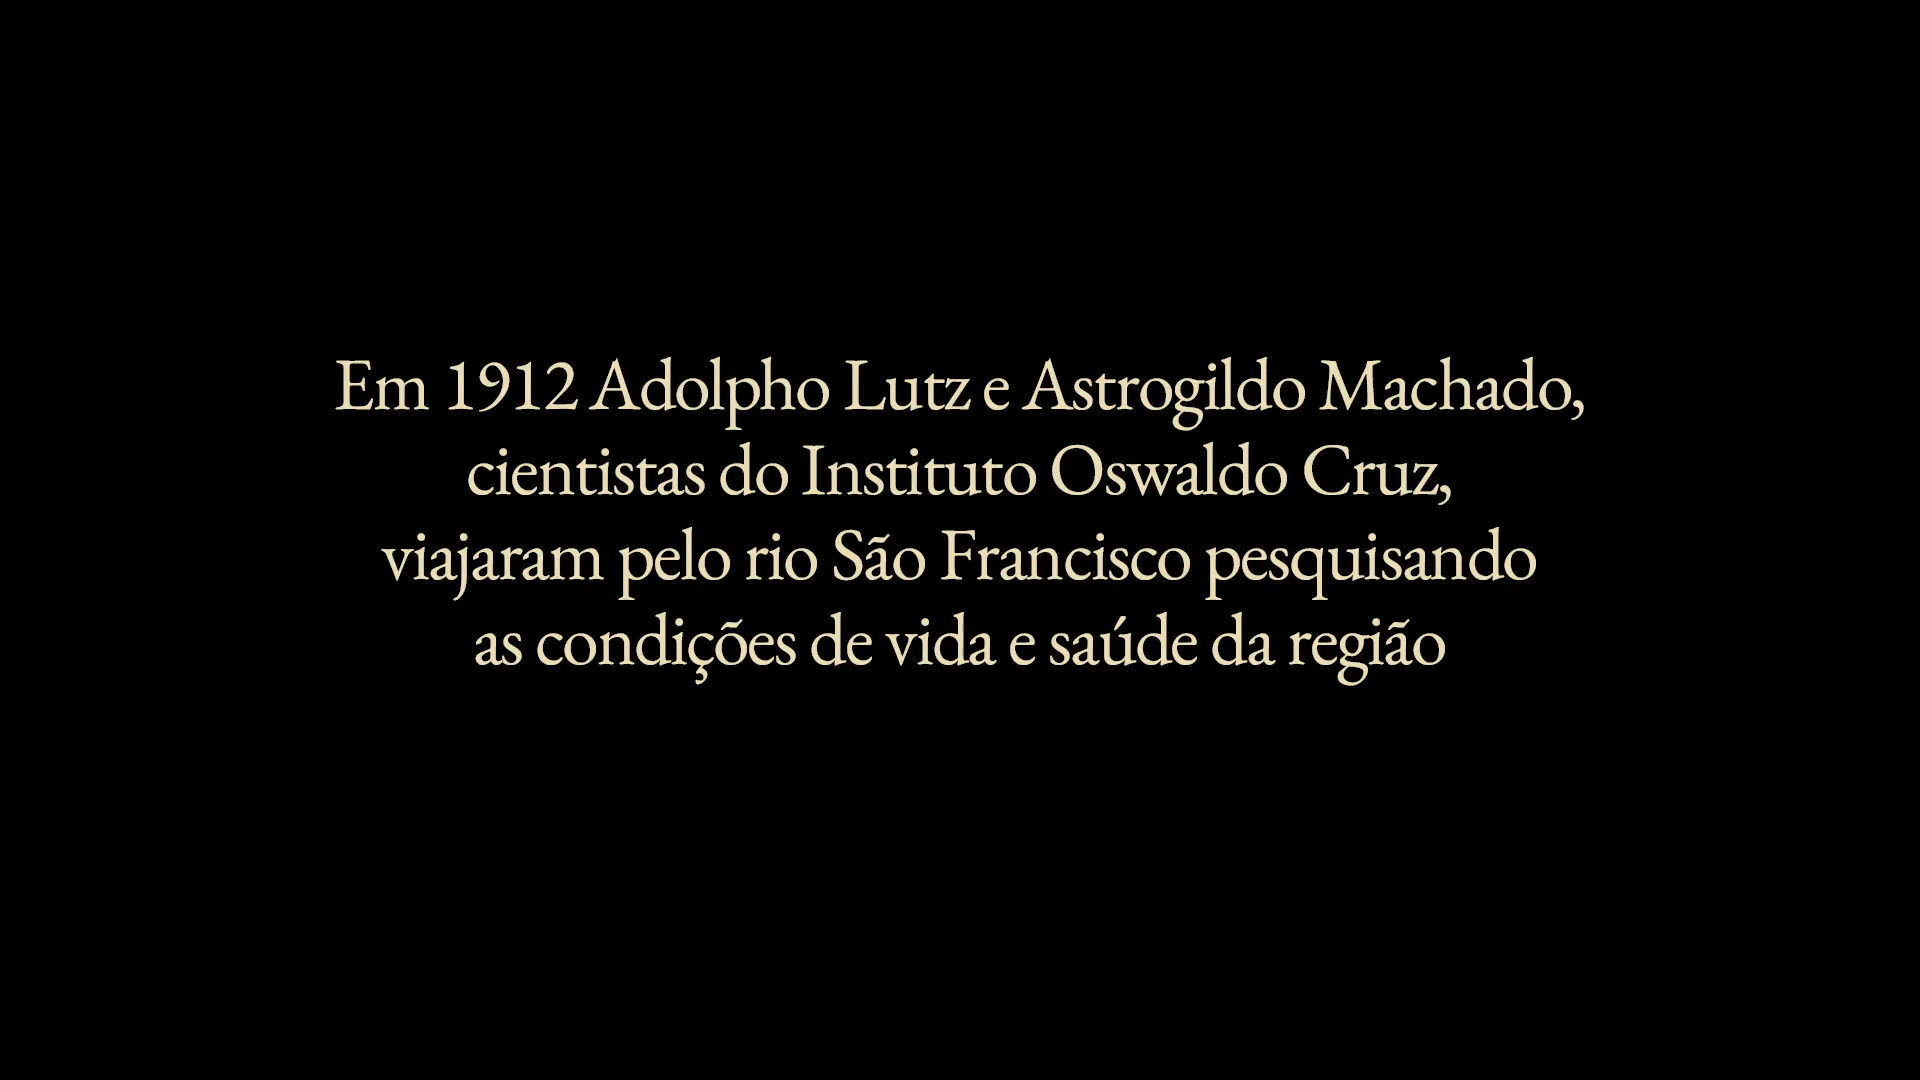 Em 1912 Adolpho Lutz e Astrogildo Machado,
cientistas do Instituto Oswaldo Cruz,
viajaram pelo rio São Francisco pesquisando
as condições de vida e saúde da região